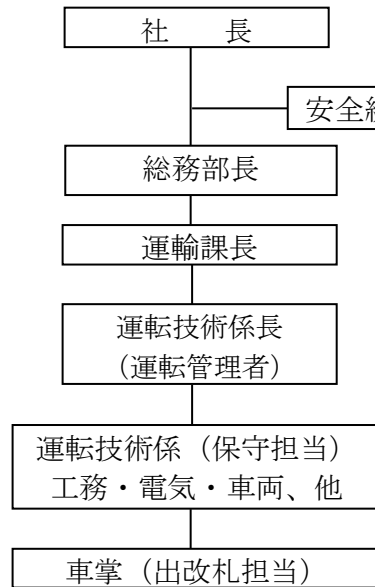 社　　長
安全
総務部長
運輸課長
運転技術係長
（運転管理者）
運転技術係（保守担当）
工務・電気・車両、他
車掌（出改札担当）